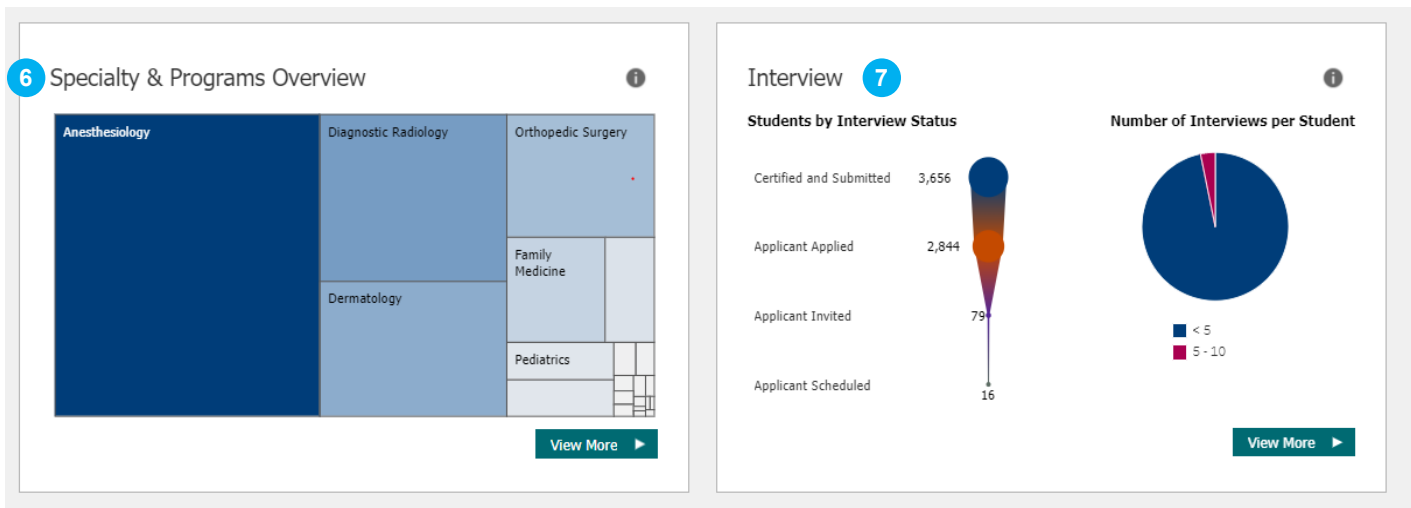 6 Specialty & Programs Overview
Anesthesiology
Diagnostic Radiology
Orthopedic Surgery
Family
Medicine
Dermatology
Pediatrics
View More
Interview 7
Students by Interview Status
Certified and Submitted 3,656
Applicant Applied 2,844
Applicant Invited 79
Applicant Scheduled
16
Number of Interviews per Student
< 5
5 - 10
View More